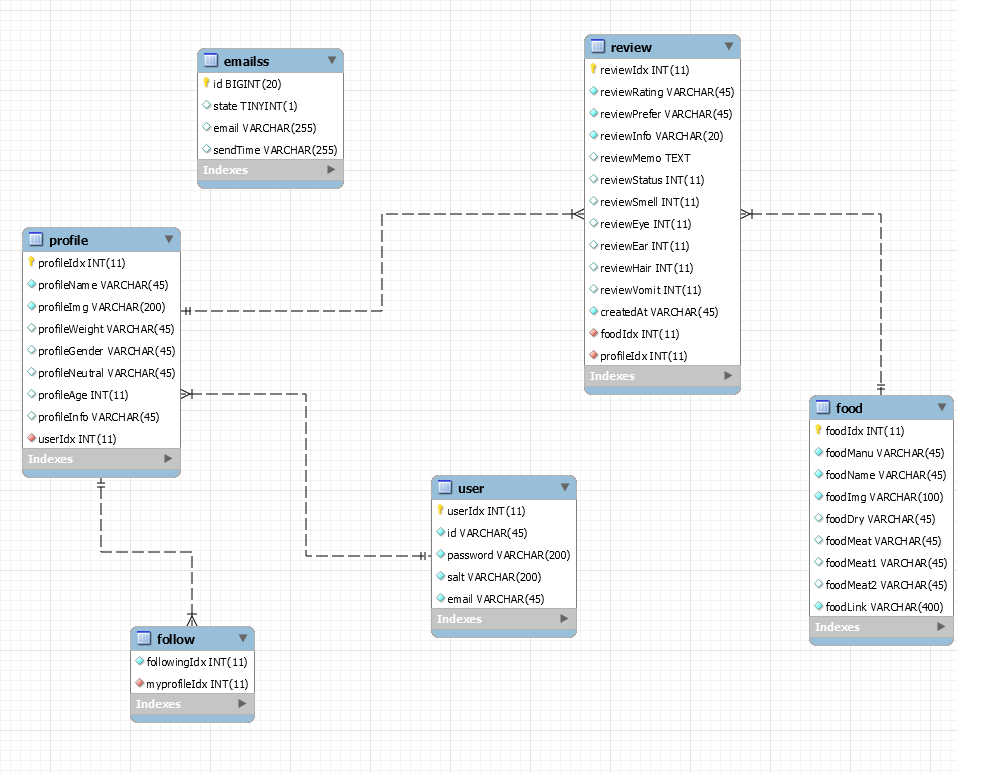 emailss
id BIGINT(20)
state TINYINT(1)
email VARCHAR(255)
sendTime VARCHAR(255)
Indexes
review
reviewIdx INT(11)
reviewRating VARCHAR(45)
reviewPrefer VARCHAR(45)
reviewInfo VARCHAR(20)
reviewMemo TEXT
reviewStatus INT(11)
reviewSmell INT(11)
reviewEye INT(11)
reviewEar INT(11)
reviewHair INT(11)
reviewVomit INT(11)
createdAt VARCHAR(45)
foodIdx INT(11)
profileIdx INT(11)
Indexes
profile
profileIdx INT(11)
profileName VARCHAR(45)
profileImg VARCHAR(200)
profileWeight VARCHAR(45)
profileGender VARCHAR(45)
profileNeutral VARCHAR(45)
profileAge INT(11)
profileInfo VARCHAR(45)
userIdx INT(11)
Indexes
food
foodIdx INT(11)
foodManu VARCHAR(45)
foodName VARCHAR(45)
foodImg VARCHAR(100)
foodDry VARCHAR(45)
foodMeat VARCHAR(45)
foodMeat1 VARCHAR(45)
foodMeat2 VARCHAR(45)
foodLink VARCHAR(400)
Indexes
user
userIdx INT(11)
id VARCHAR(45)
password VARCHAR(200)
salt VARCHAR(200)
email VARCHAR(45)
Indexes
follow
followingIdx INT(11)
myprofileIdx INT(11)
Indexes